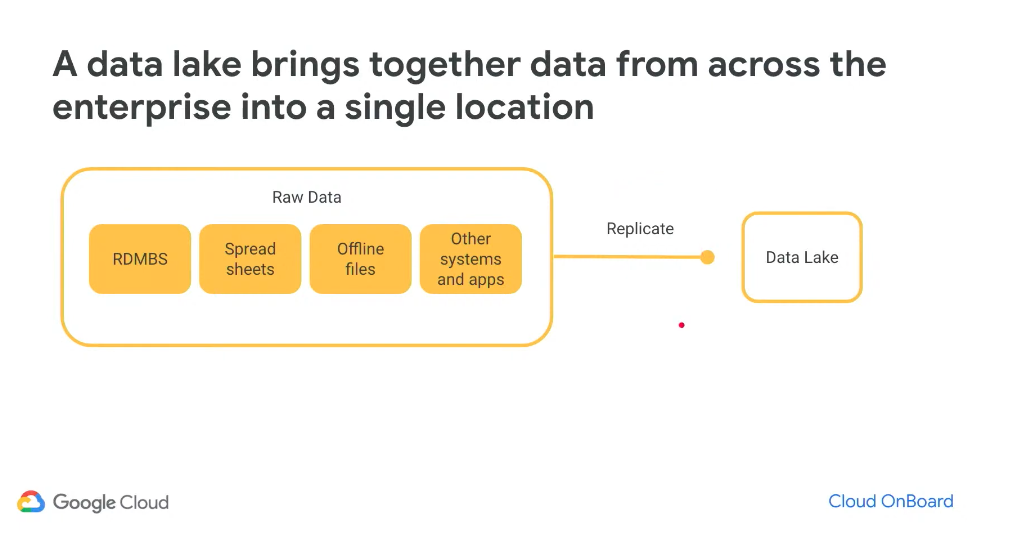 A data lake brings together data from across the
enterprise into a single location
Raw Data
RDMBS
Spread
sheets
Offline
files
Other
systems
and apps
Replicate
Data Lake
Google Cloud
Cloud OnBoard